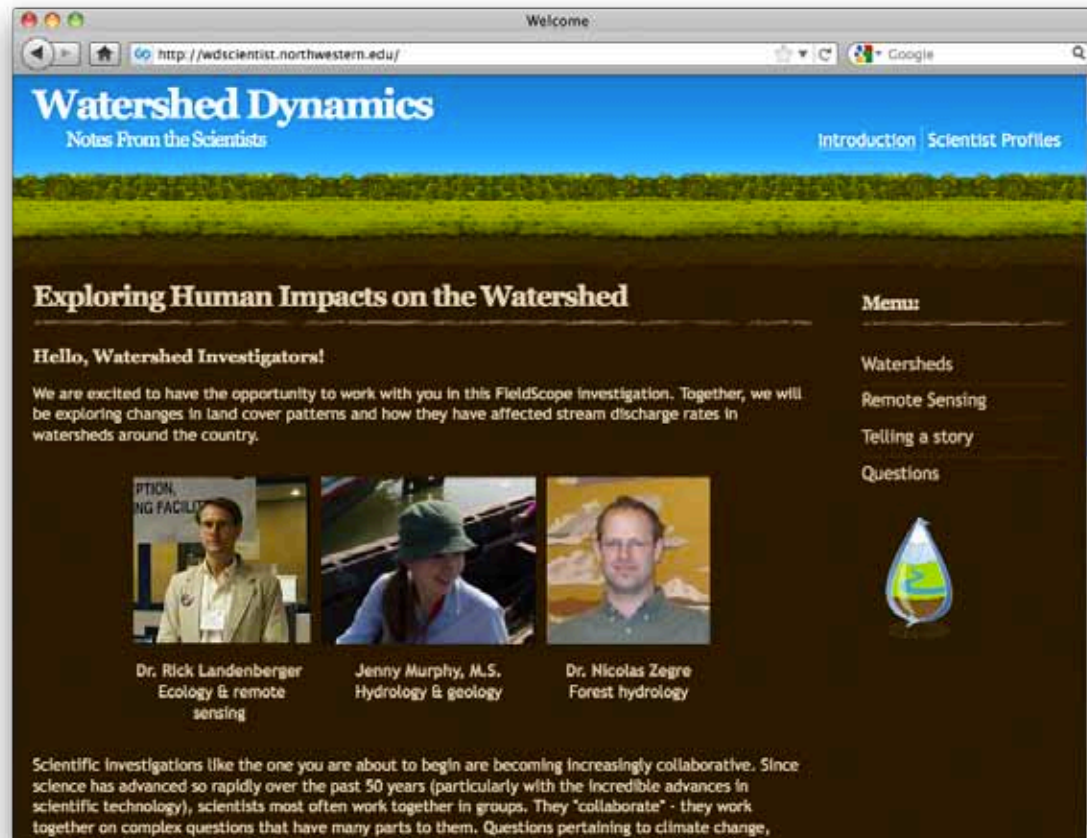 Welcome
http://wdscientist.northwestern.edu/
Google
Watershed Dynamics
Notes From the Scientists
Introduction Scientist Profiles
Exploring Human Impacts on the Watershed
Hello, Watershed Investigators!
We are excited to have the opportunity to work with you in this FieldScope investigation. Together, we will
be exploring changes in land cover patterns and how they have affected stream discharge rates in
watersheds around the country.
PTION,
NG FACILIT
Dr. Rick Landenberger
Ecology & remote
sensing
Jenny Murphy, M.S.
Hydrology & geology
Dr. Nicolas Zegre
Forest hydrology
Scientific investigations like the one you are about to begin are becoming increasingly collaborative. Since
science has advanced so rapidly over the past 50 years (particularly with the incredible advances in
scientific technology), scientists most often work together in groups. They "collaborate" - they work
together on complex questions that have many parts to them. Questions pertaining to climate change,
Menu:
Watersheds
Remote Sensing
Telling a story
Questions